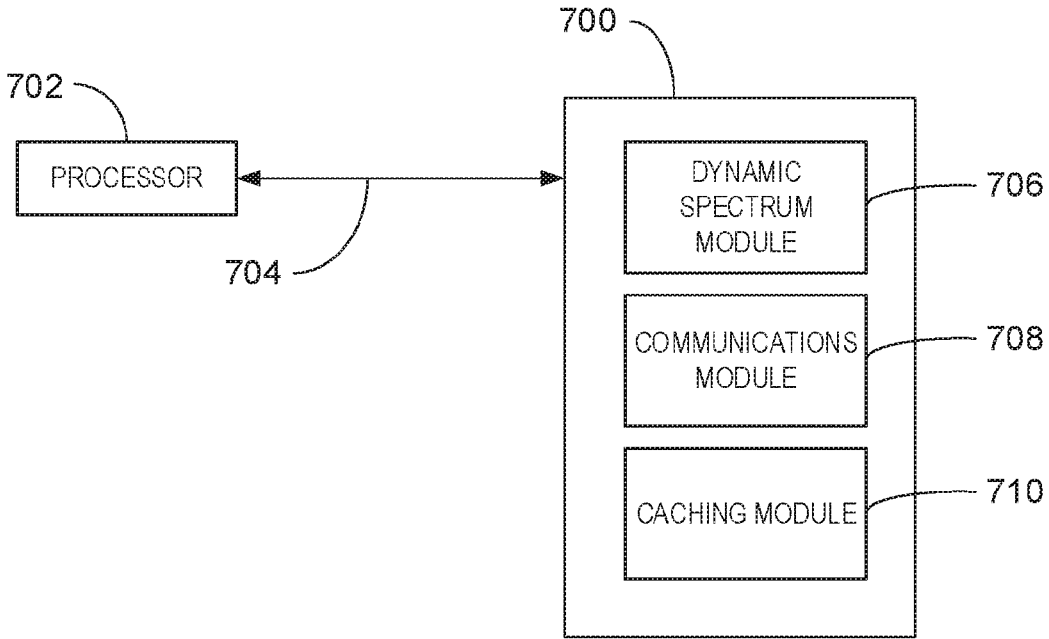 700
702
PROCESSOR
704
DYNAMIC
SPECTRUM
MODULE
706
COMMUNICATIONS
MODULE
708
CACHING MODULE
710